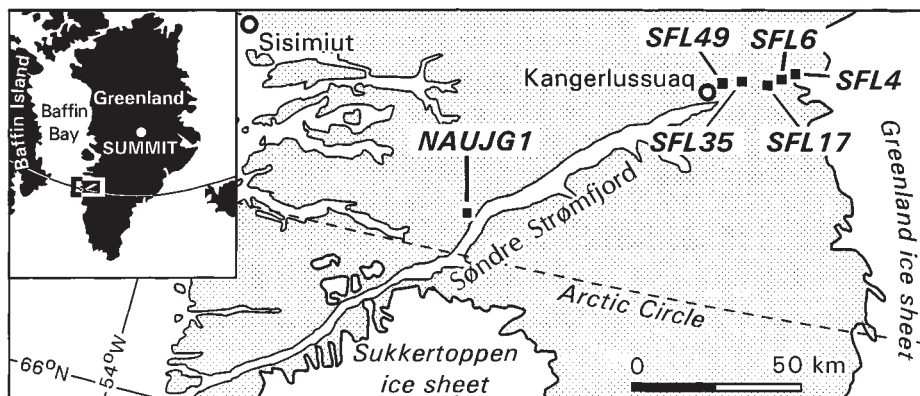 Baffin Island
Greenland
Baffin
Bay
SUMMIT
Sisimiut
Kangerlussuaq
SFL49
SFL6
SFL4
SFL35
SFL17
NAUJG1
Søndre Strømfjord
Greenland ice sheet
Arctic Circle
Sukkertoppen
ice sheet
66°N
54°W
0 50 km